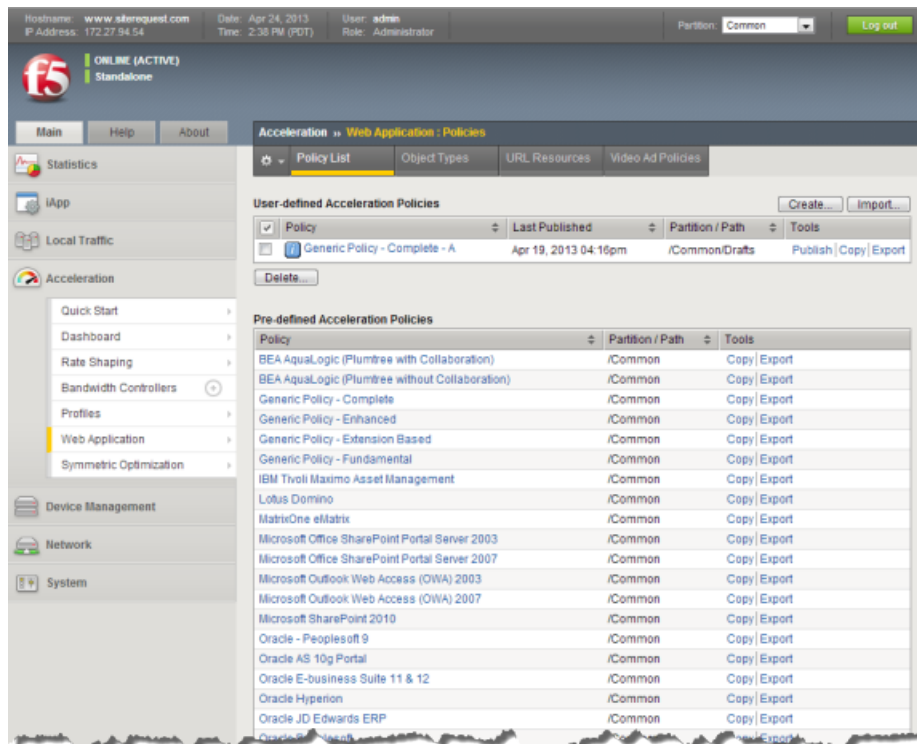 Hostname: www.siterequest.com Date: Apr 24, 2013 User: admin
IP Address: 172.27.94.54 Time: 2:38 PM (PDT) Role: Administrator
Partition: Common Log out
f5
ONLINE (ACTIVE)
Standalone
Main Help About
Statistics
iApp
Local Traffic
Acceleration
Quick Start
Dashboard
Rate Shaping
Bandwidth Controllers
Profiles
Web Application
Symmetric Optimization
Device Management
Network
System
Acceleration ›› Web Application : Policies
Policy List Object Types URL Resources Video Ad Policies
User-defined Acceleration Policies Create... Import...
Policy Last Published Partition / Path Tools
Generic Policy - Complete - A Apr 19, 2013 04:16pm /Common/Drafts Publish Copy Export
Delete...
Pre-defined Acceleration Policies
Policy Partition / Path Tools
BEA AquaLogic (Plumtree with Collaboration) /Common Copy Export
BEA AquaLogic (Plumtree without Collaboration) /Common Copy Export
Generic Policy - Complete /Common Copy Export
Generic Policy - Enhanced /Common Copy Export
Generic Policy - Extension Based /Common Copy Export
Generic Policy - Fundamental /Common Copy Export
IBM Tivoli Maximo Asset Management /Common Copy Export
Lotus Domino /Common Copy Export
MatrixOne eMatrix /Common Copy Export
Microsoft Office SharePoint Portal Server 2003 /Common Copy Export
Microsoft Office SharePoint Portal Server 2007 /Common Copy Export
Microsoft Outlook Web Access (OWA) 2003 /Common Copy Export
Microsoft Outlook Web Access (OWA) 2007 /Common Copy Export
Microsoft SharePoint 2010 /Common Copy Export
Oracle - Peoplesoft 9 /Common Copy Export
Oracle AS 10g Portal /Common Copy Export
Oracle E-business Suite 11 & 12 /Common Copy Export
Oracle Hyperion /Common Copy Export
Oracle JD Edwards ERP /Common Copy Export